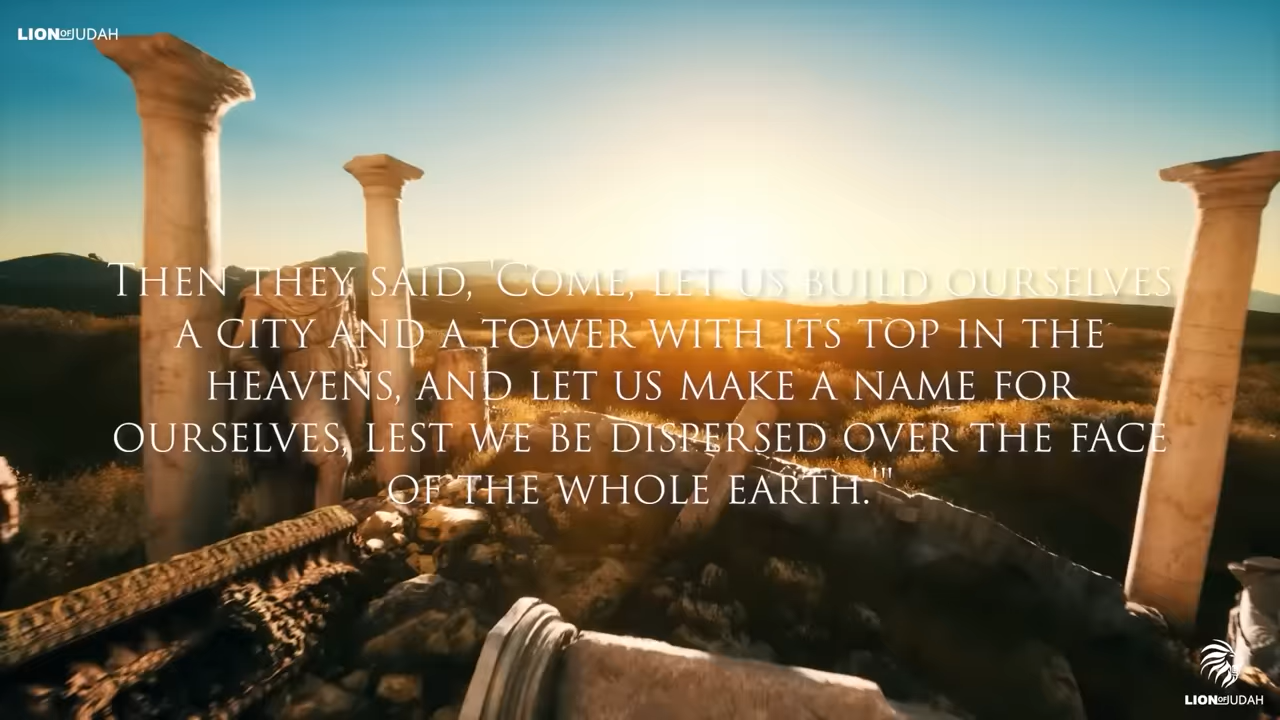 LION OF JUDAH
THEN THEY SAID, 'COME, LET US BUILD OURSELVES
A CITY AND A TOWER WITH ITS TOP IN THE
HEAVENS, AND LET US MAKE A NAME FOR
OURSELVES, LEST WE BE DISPERSED OVER THE FACE
OF THE WHOLE EARTH.'"
LION OF JUDAH